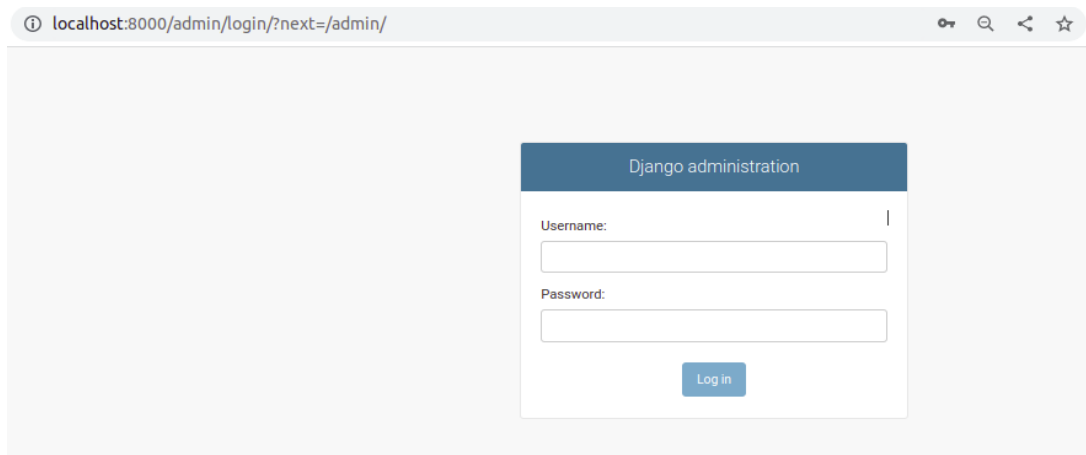 localhost:8000/admin/login/?next=/admin/
Django administration
Username:
Password:
Log in